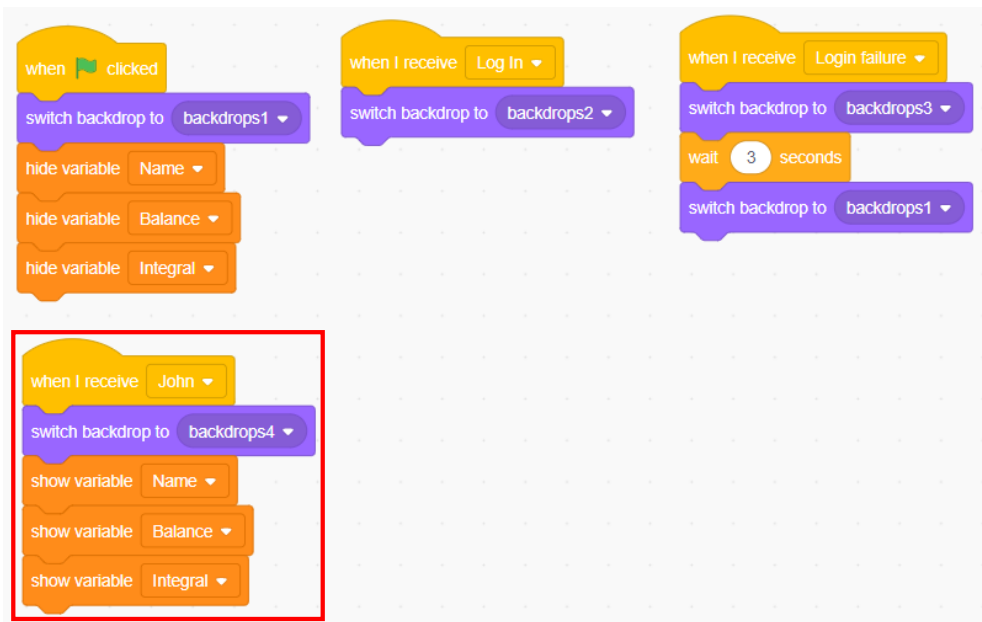 when clicked
switch backdrop to backdrops1
hide variable Name
hide variable Balance
hide variable Integral
when I receive Log In
switch backdrop to backdrops2
when I receive Login failure
switch backdrop to backdrops3
wait 3 seconds
switch backdrop to backdrops1
when I receive John
switch backdrop to backdrops4
show variable Name
show variable Balance
show variable Integral